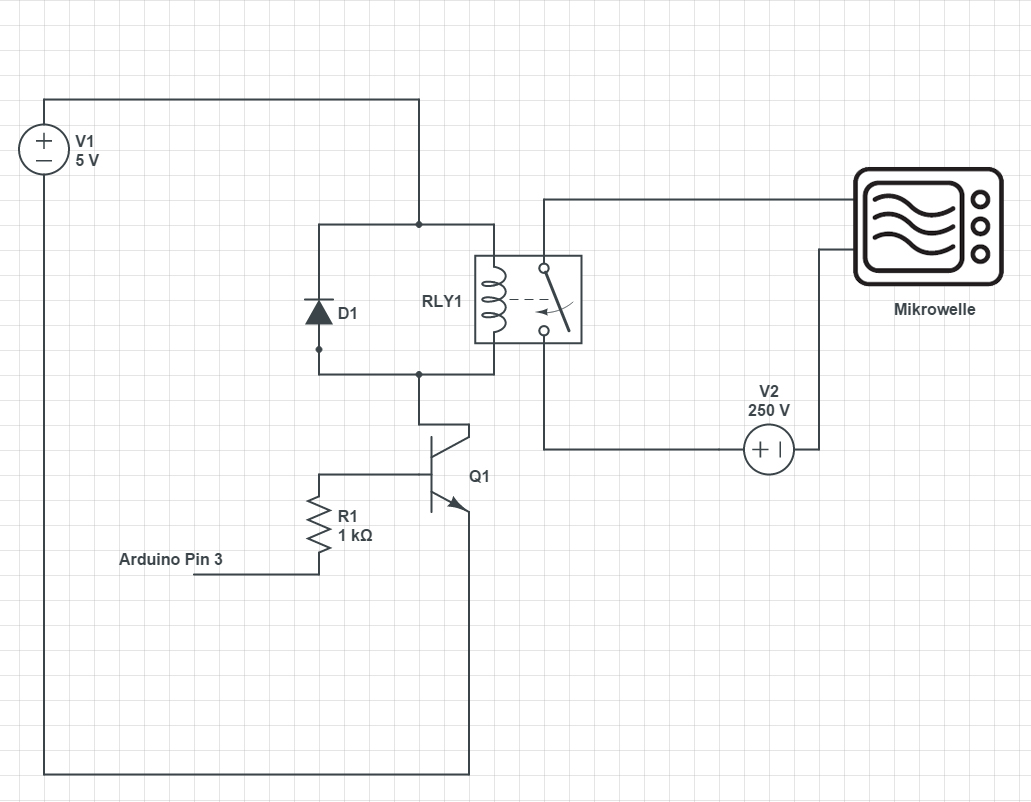 V1
5 V
RLY1
D1
Mikrowelle
V2
250 V
Q1
R1
1 kΩ
Arduino Pin 3